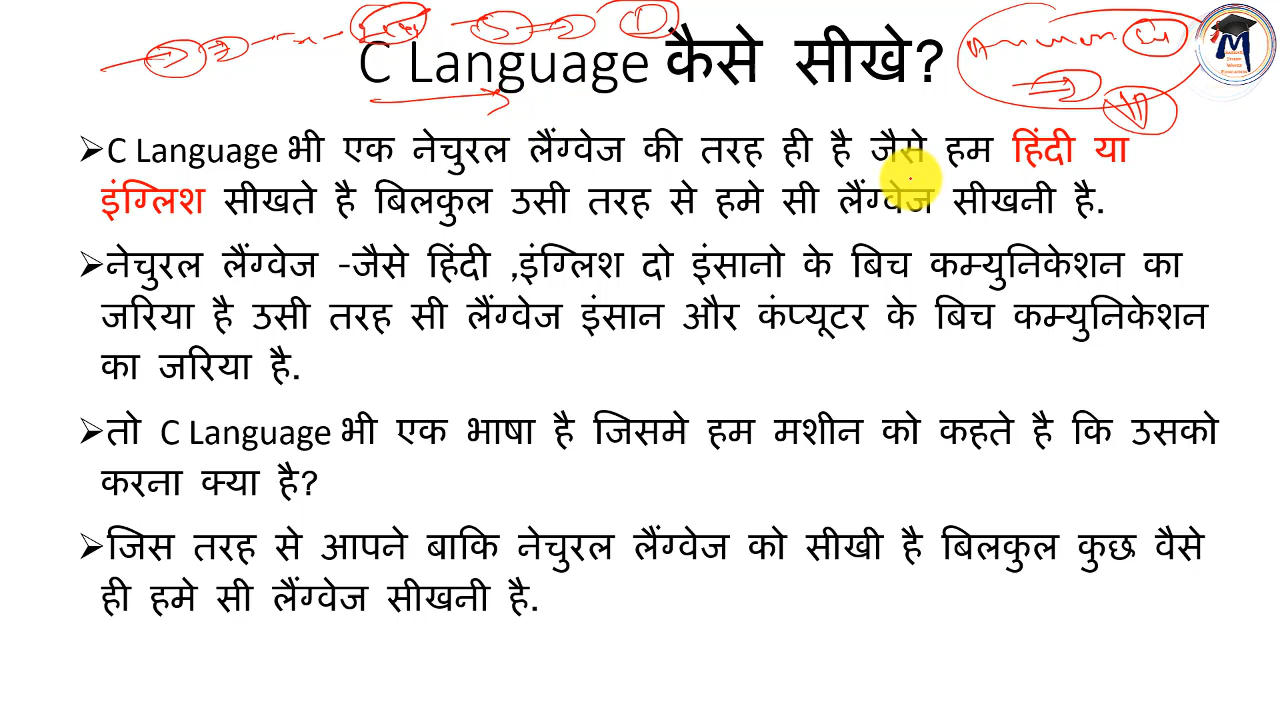 C Language कैसे सीखे?
➢C Language भी एक नेचुरल लैंग्वेज की तरह ही है जैसे हम हिंदी या
इंग्लिश सीखते है बिलकुल उसी तरह से हमे सी लैंग्वेज सीखनी है.
➢नेचुरल लैंग्वेज -जैसे हिंदी ,इंग्लिश दो इंसानो के बिच कम्युनिकेशन का
जरिया है उसी तरह सी लैंग्वेज इंसान और कंप्यूटर के बिच कम्युनिकेशन
का जरिया है.
➢तो C Language भी एक भाषा है जिसमे हम मशीन को कहते है कि उसको
करना क्या है?
➢जिस तरह से आपने बाकि नेचुरल लैंग्वेज को सीखी है बिलकुल कुछ वैसे
ही हमे सी लैंग्वेज सीखनी है.